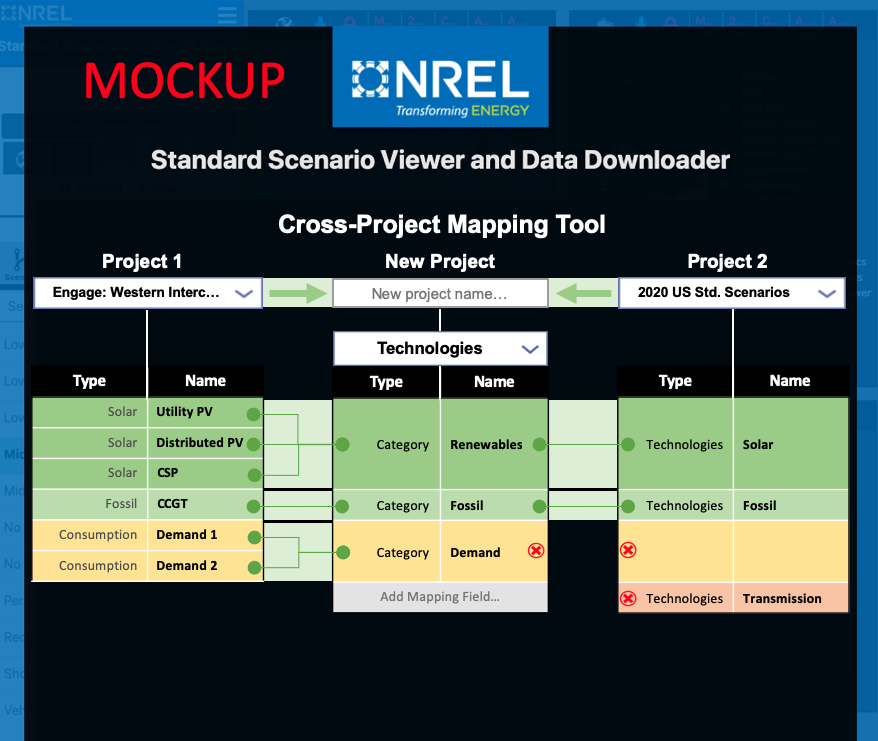 NREL
MOCKUP
NREL
Transforming ENERGY
Standard Scenario Viewer and Data Downloader
Cross-Project Mapping Tool
Project 1 New Project Project 2
Engage: Western Interc... New project name... 2020 US Std. Scenarios
Technologies
Type Name Type Name Type Name
Solar Utility PV
Solar Distributed PV Category Renewables Technologies Solar
Solar CSP
Fossil CCGT Category Fossil Technologies Fossil
Consumption Demand 1
Category Demand
Consumption Demand 2
Add Mapping Field... Technologies Transmission